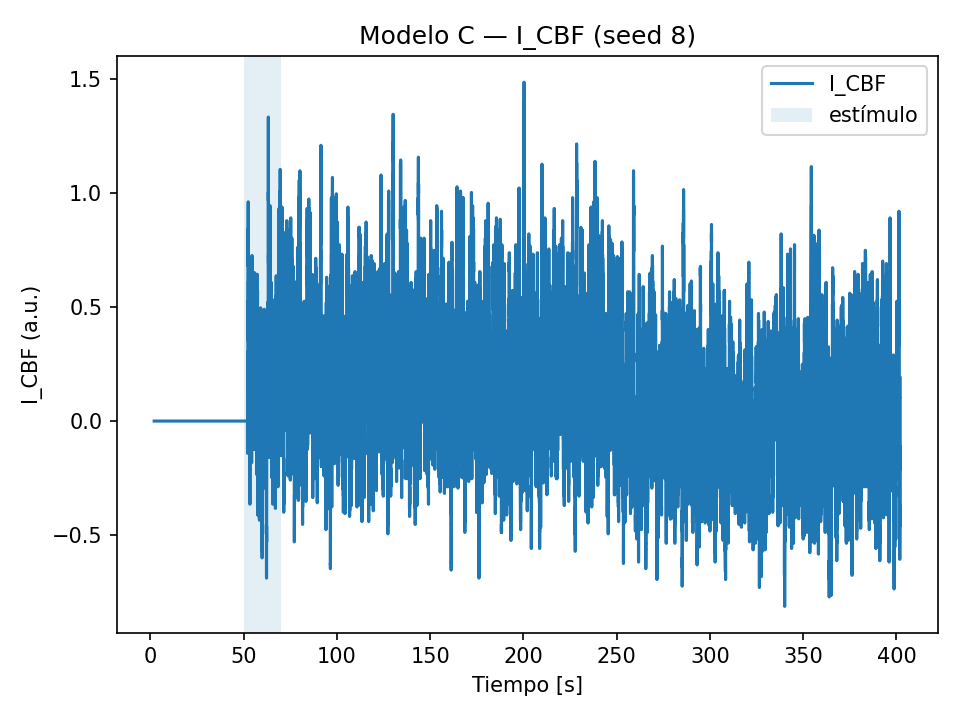 Modelo C — I_CBF (seed 8)
I_CBF
estímulo
1.5
1.0
0.5
0.0
−0.5
I_CBF (a.u.)
0 50 100 150 200 250 300 350 400
Tiempo [s]